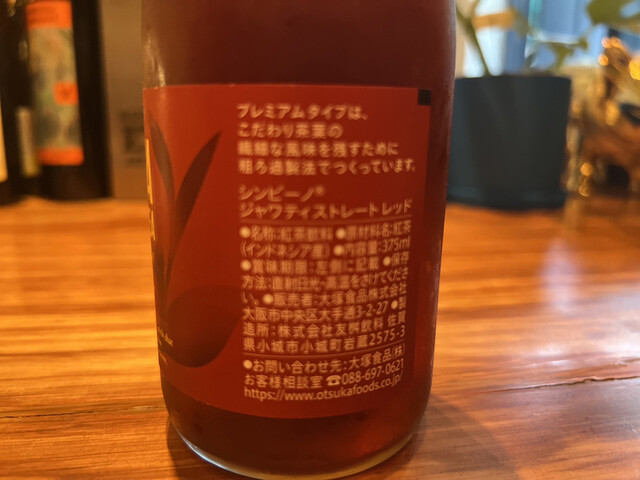 プレミアムタイプは、
こだわり茶葉の
繊細な風味を残すために
明ろ過製法でつくっています。
シンビーノ®
ジャワティストレート レッド
●名称:紅茶飲料 ●原材料名:紅茶
(インドネシア産) ●内容量:375ml
●賞味期限:左側に記載 ●保存
方法:直射日光・高温をさけてくださ
い。●販売者:大塚食品株式会社
大阪市中央区大手通3-2-27 ●製
造所:株式会社友桝飲料 佐賀
県小城市小城町岩蔵2575-3
●お問い合わせ先:大塚食品(株)
お客様相談室 ☎088-697-0621
https://www.otsukafoods.co.jp/